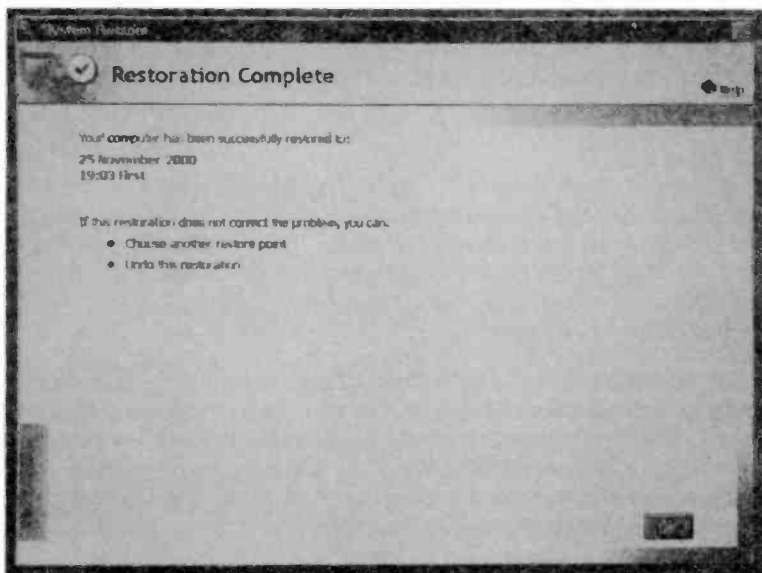 System Restore
Restoration Complete
Help
Your computer has been successfully restored to:
25 November 2000
19:03 First
If this restoration does not correct the problem, you can:
Choose another restore point
Undo this restoration